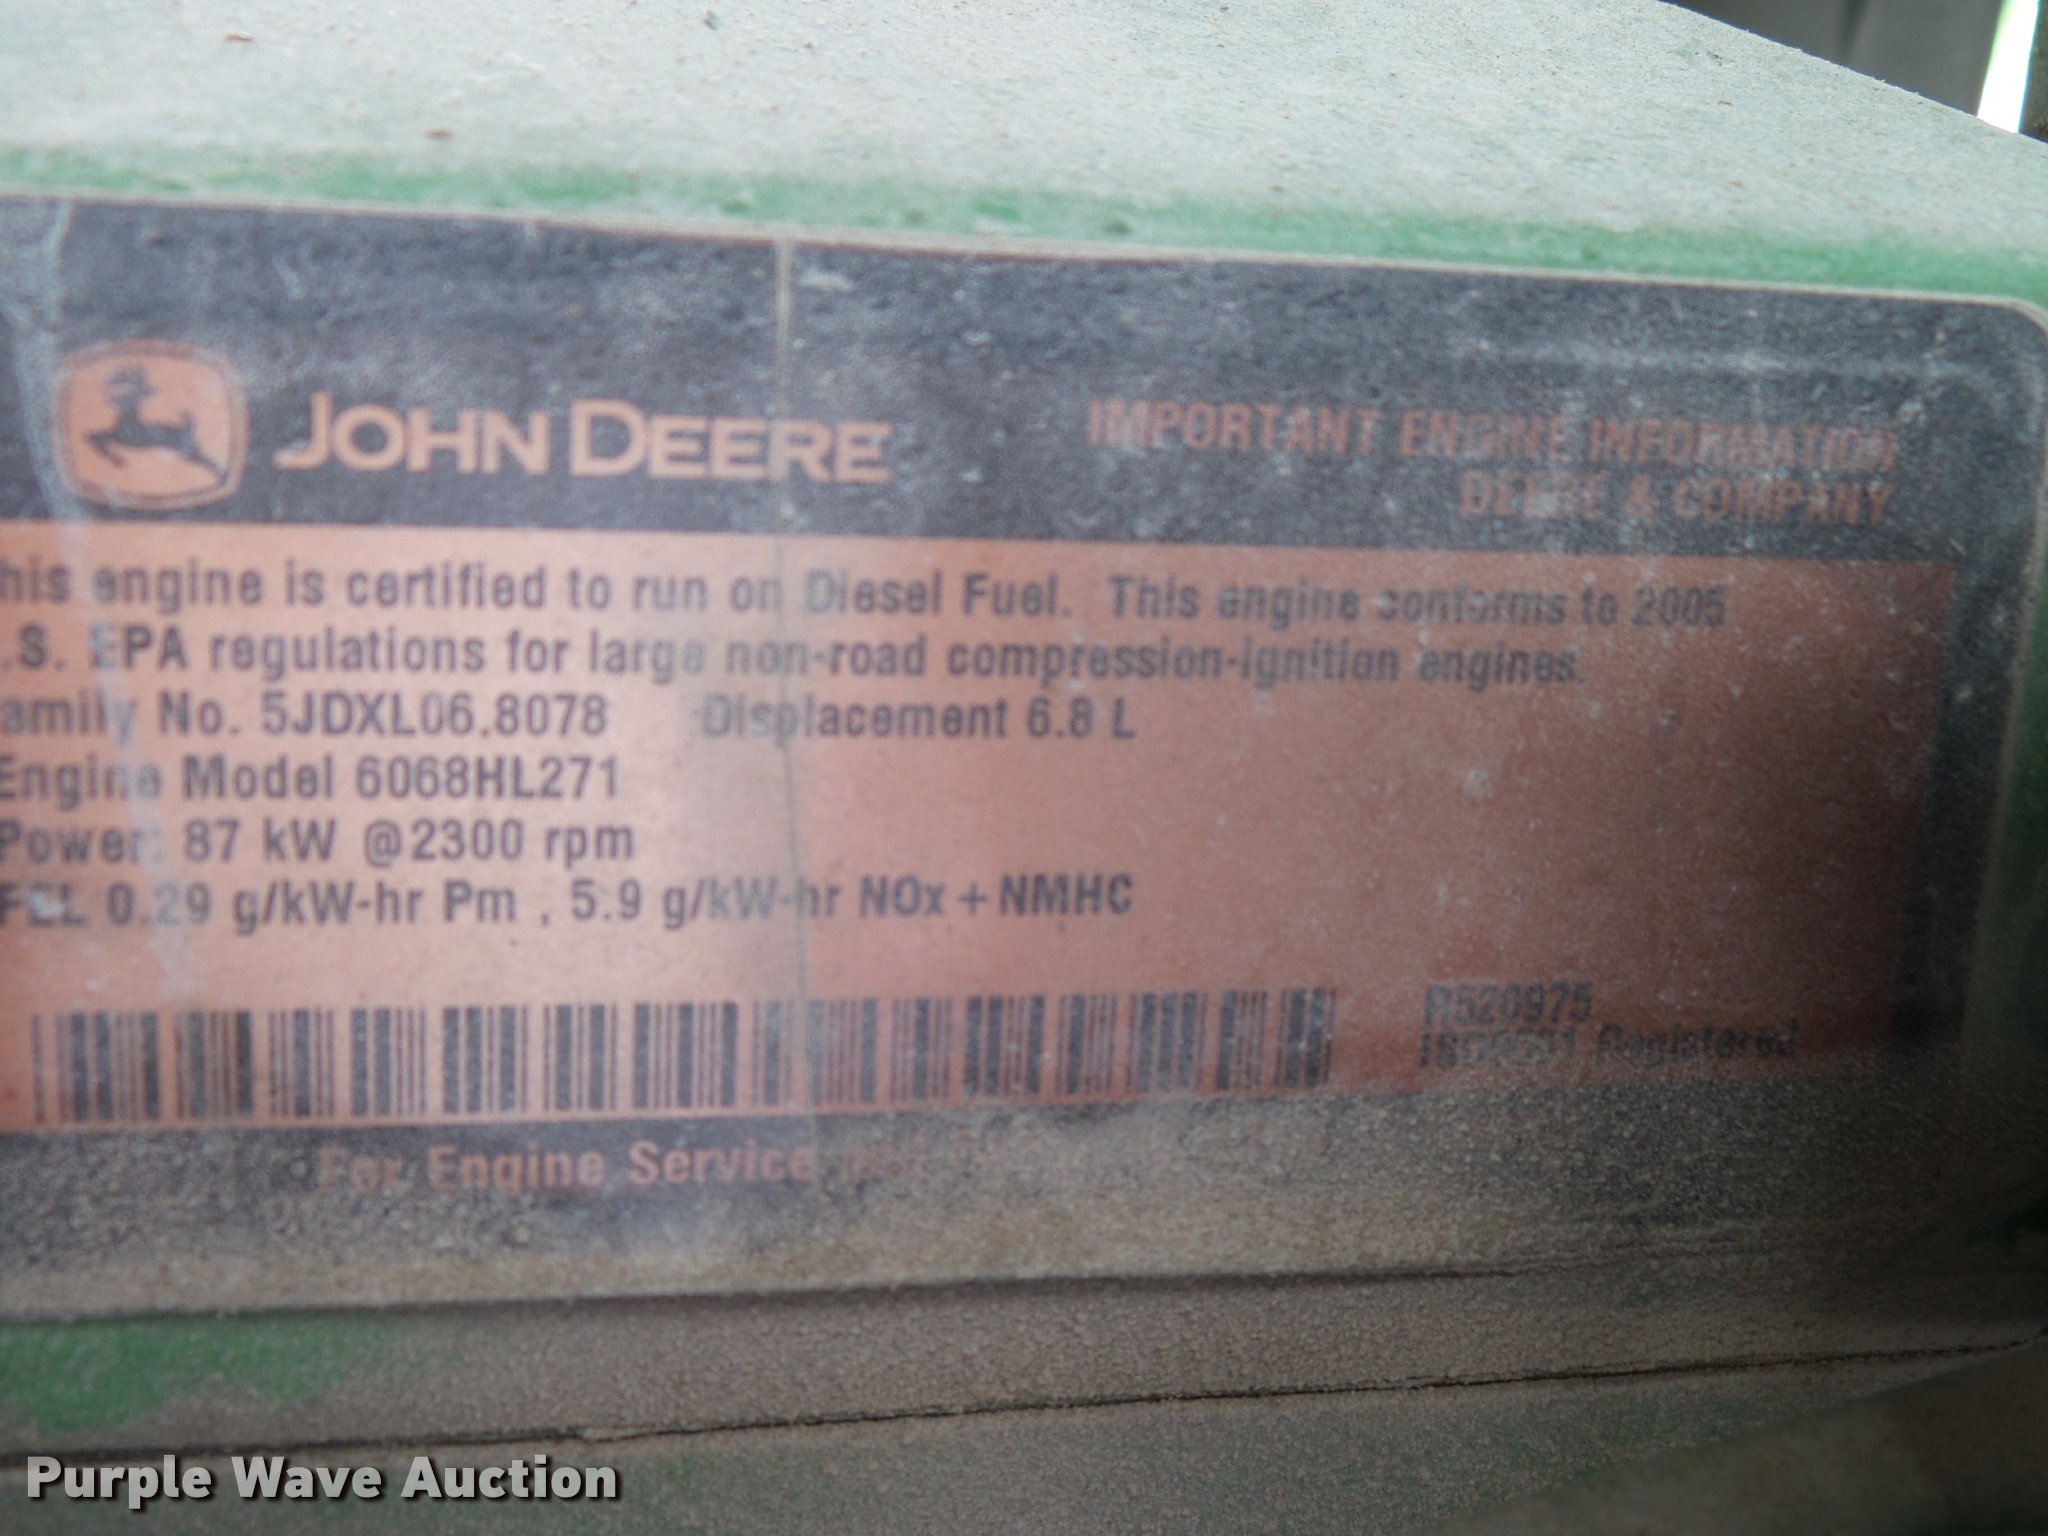 JOHN DEERE
IMPORTANT ENGINE INFORMATION
DEERE & COMPANY
his engine is certified to run on Diesel Fuel. This engine conforms to 2005
.S. EPA regulations for large non-road compression-ignition engines.
amily No. 5JDXL06.8078 Displacement 6.8 L
Engine Model 6068HL271
Power: 87 kW @2300 rpm
FEL 0.29 g/kW-hr Pm , 5.9 g/kW-hr NOx + NMHC
R520975
Registered
For Engine Service
Purple Wave Auction